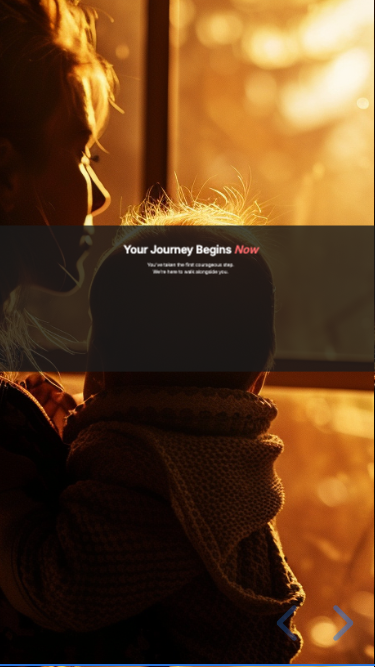 Your Journey Begins Now
You've taken the first courageous step.
We're here to walk alongside you.